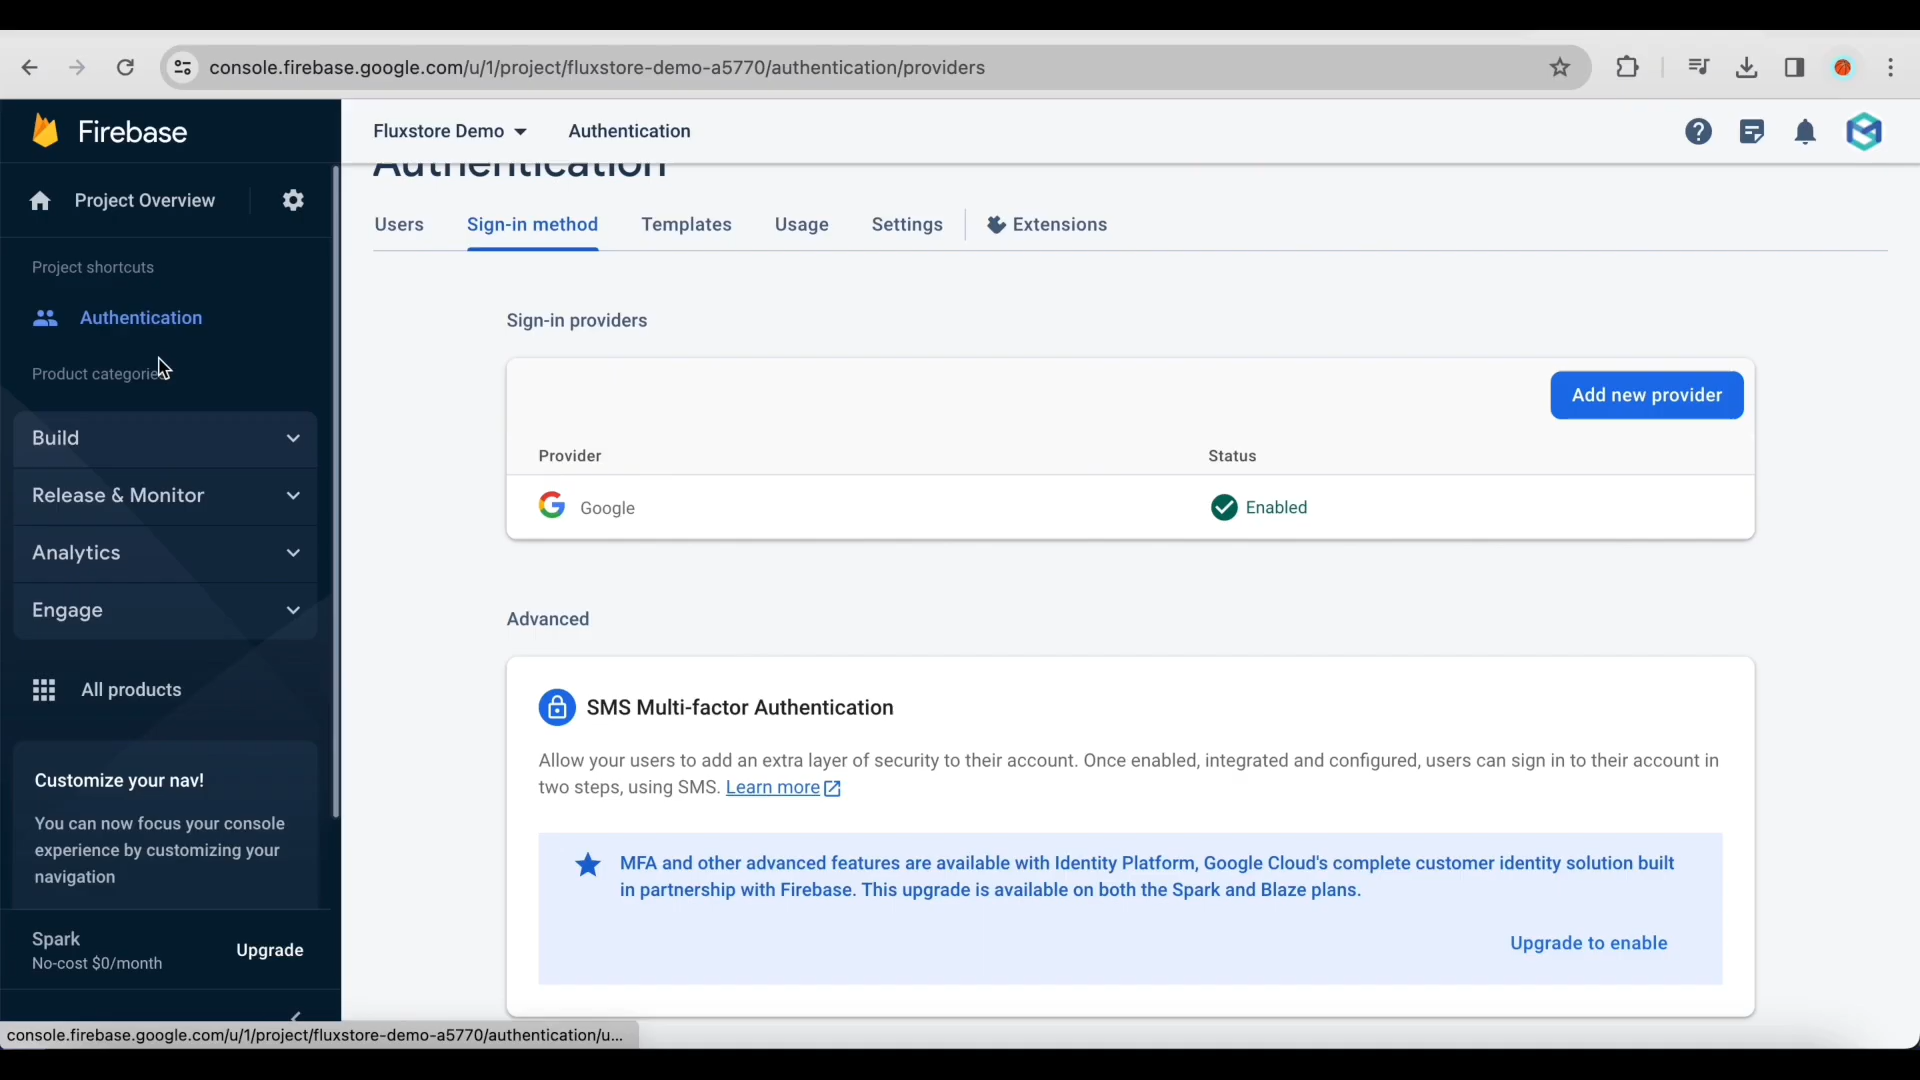 console.firebase.google.com/u/1/project/fluxstore-demo-a5770/authentication/providers
Firebase
Fluxstore Demo
Authentication
Authentication
Project Overview
Users
Sign-in method
Templates
Usage
Settings
Extensions
Project shortcuts
Authentication
Product categorie
Build
Release & Monitor
Analytics
Engage
All products
Customize your nav!
You can now focus your console
experience by customizing your
navigation
Spark
No-cost $0/month
Upgrade
Sign-in providers
Add new provider
Provider
Status
Google
Enabled
Advanced
SMS Multi-factor Authentication
Allow your users to add an extra layer of security to their account. Once enabled, integrated and configured, users can sign in to their account in
two steps, using SMS. Learn more
MFA and other advanced features are available with Identity Platform, Google Cloud's complete customer identity solution built
in partnership with Firebase. This upgrade is available on both the Spark and Blaze plans.
Upgrade to enable
console.firebase.google.com/u/1/project/fluxstore-demo-a5770/authentication/u...